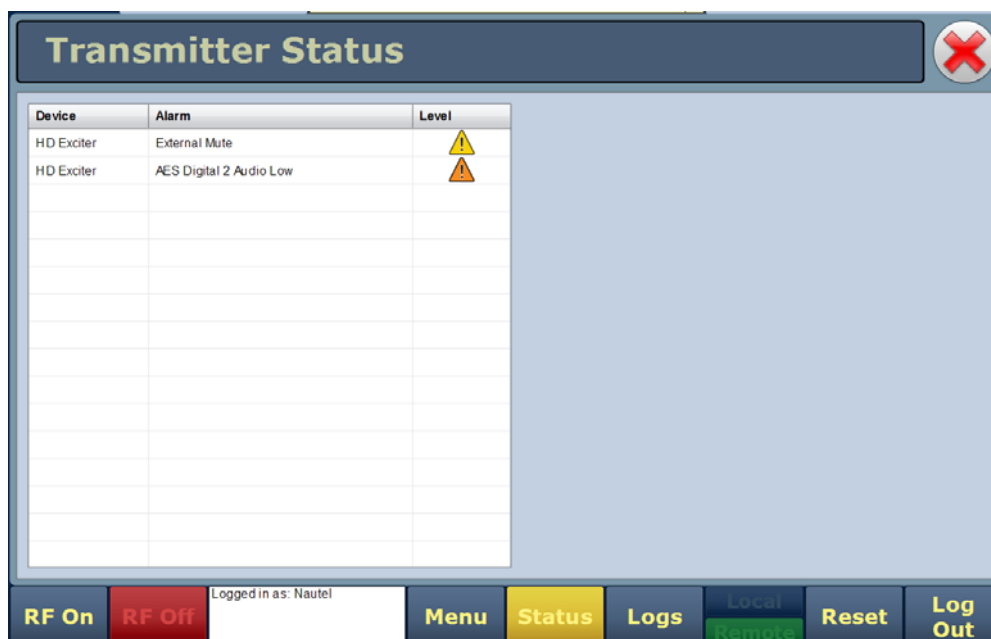 Transmitter Status
Device Alarm Level
HD Exciter External Mute
HD Exciter AES Digital 2 Audio Low
Logged in as: Nautel
RF On RF Off Menu Status Logs Local Remote Reset Log Out